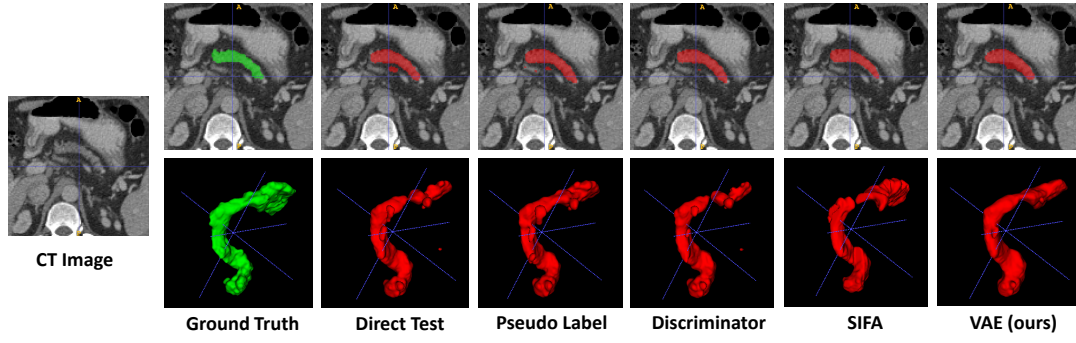 A A A A A A
A
CT Image
Ground Truth Direct Test Pseudo Label Discriminator SIFA VAE (ours)